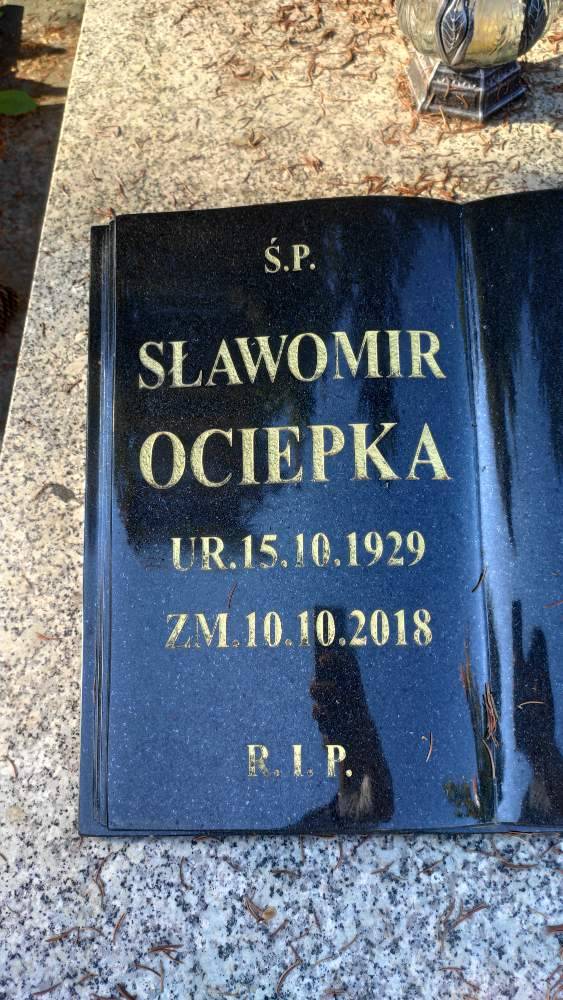 Ś.P.
SŁAWOMIR
OCIEPKA
UR.15.10.1929
ZM.10.10.2018
R. I. P.